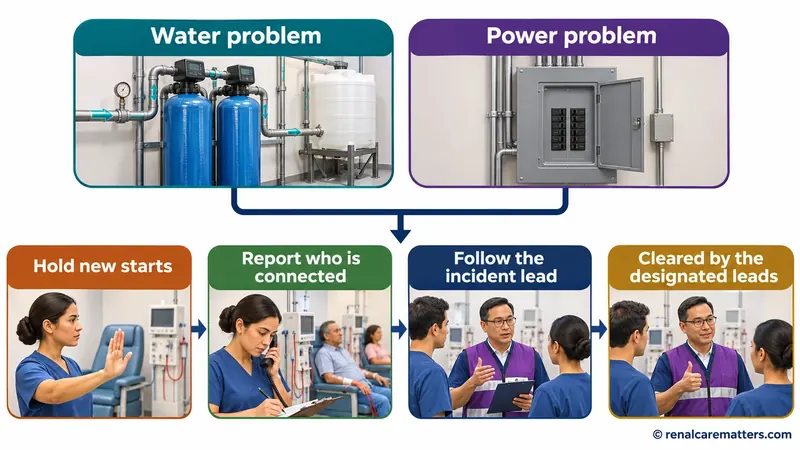 Water problem
Power problem
Hold new starts
Report who is
connected
Follow the
incident lead
Cleared by the
designated leads
© renalcarematters.com